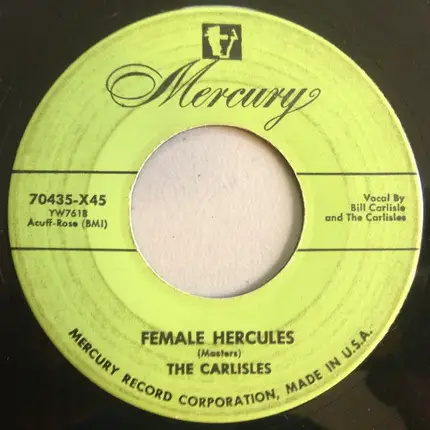 Mercury
70435-X45
YW7618
Acuff-Rose (BMI)
Vocal By
Bill Carlisle
and The Carlisles
FEMALE HERCULES
(Masters)
THE CARLISLES
MERCURY RECORD CORPORATION, MADE IN U.S.A.